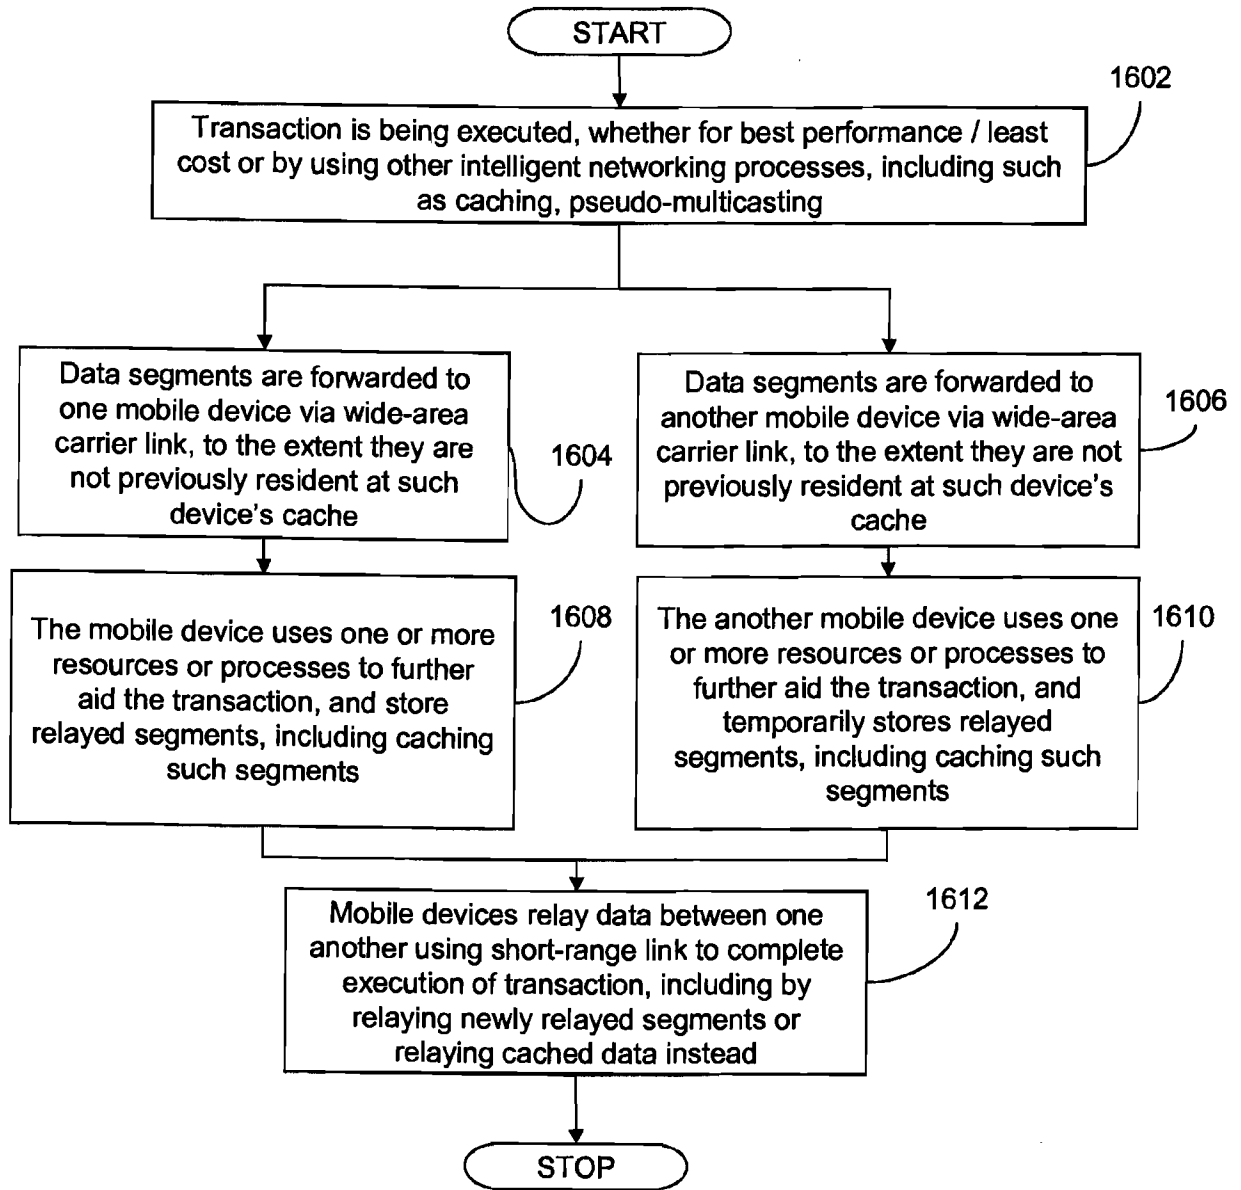 START
1602
Transaction is being executed, whether for best performance / least
cost or by using other intelligent networking processes, including such
as caching, pseudo-multicasting
Data segments are forwarded to
one mobile device via wide-area
carrier link, to the extent they are
not previously resident at such
device's cache
1604
Data segments are forwarded to
another mobile device via wide-area
carrier link, to the extent they are not
previously resident at such device's
cache
1606
The mobile device uses one or more
resources or processes to further
aid the transaction, and store
relayed segments, including caching
such segments
1608
The another mobile device uses one
or more resources or processes to
further aid the transaction, and
temporarily stores relayed
segments, including caching such
segments
1610
Mobile devices relay data between one
another using short-range link to complete
execution of transaction, including by
relaying newly relayed segments or
relaying cached data instead
1612
STOP